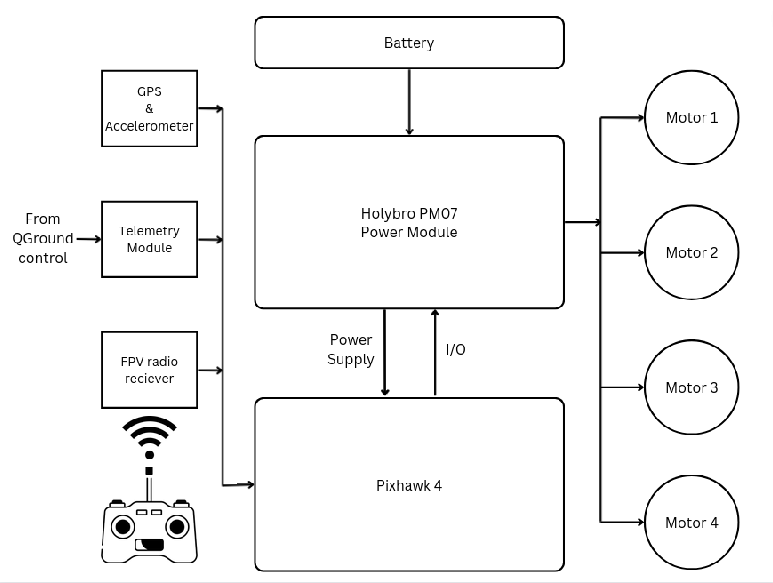 Battery
GPS
&
Accelerometer
Holybro PM07
Power Module
Motor 1
From
QGround
control
Telemetry
Module
Motor 2
FPV radio
reciever
Power
Supply
I/O
Motor 3
Pixhawk 4
Motor 4